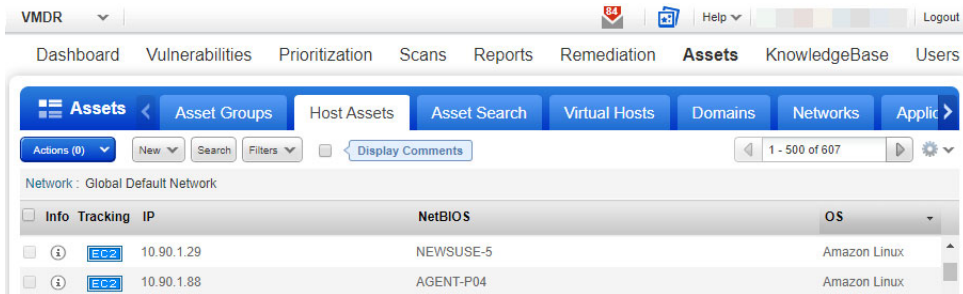 VMDR 84 Help Logout
Dashboard Vulnerabilities Prioritization Scans Reports Remediation Assets KnowledgeBase Users
Assets Asset Groups Host Assets Asset Search Virtual Hosts Domains Networks Applic
Actions (0) New Search Filters Display Comments 1 - 500 of 607
Network : Global Default Network
Info Tracking IP NetBIOS OS
EC2 10.90.1.29 NEWSUSE-5 Amazon Linux
EC2 10.90.1.88 AGENT-P04 Amazon Linux